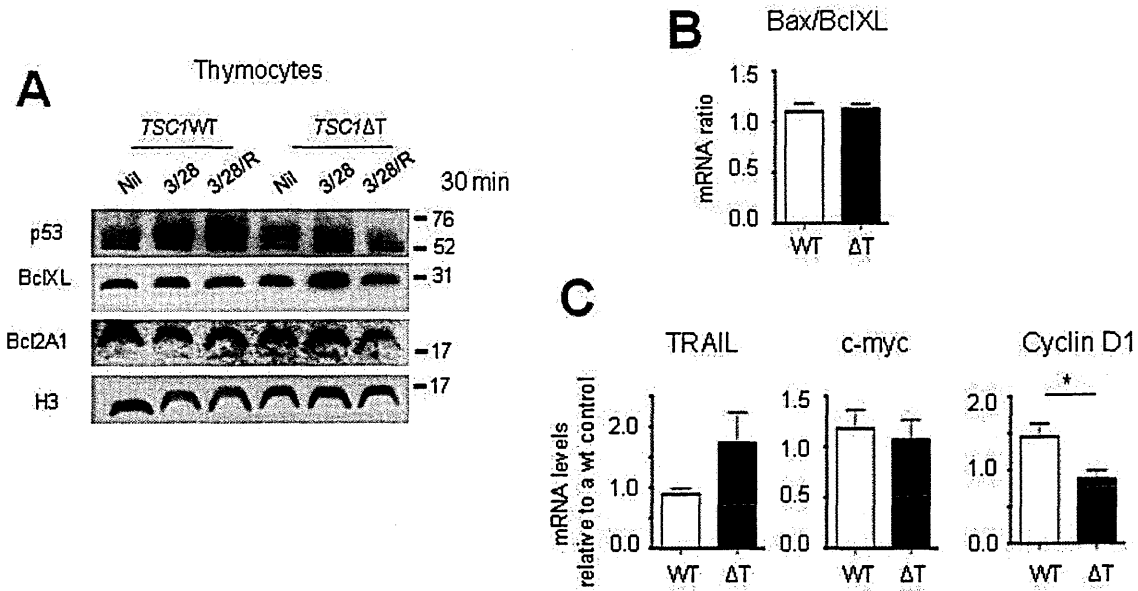 A
Thymocytes
TSC1WT TSC1ΔT
Nil 3/28 3/28/R Nil 3/28 3/28/R 30 min
p53 76
52
BclXL 31
Bcl2A1 17
H3 17
B
Bax/BclXL
mRNA ratio
1.5
1.0
0.5
0.0
WT ΔT
C
TRAIL c-myc Cyclin D1
mRNA levels
relative to a wt control
2.0
1.0
0.0
WT ΔT
1.5
1.0
0.5
0.0
WT ΔT
*
2.0
1.0
0.0
WT ΔT